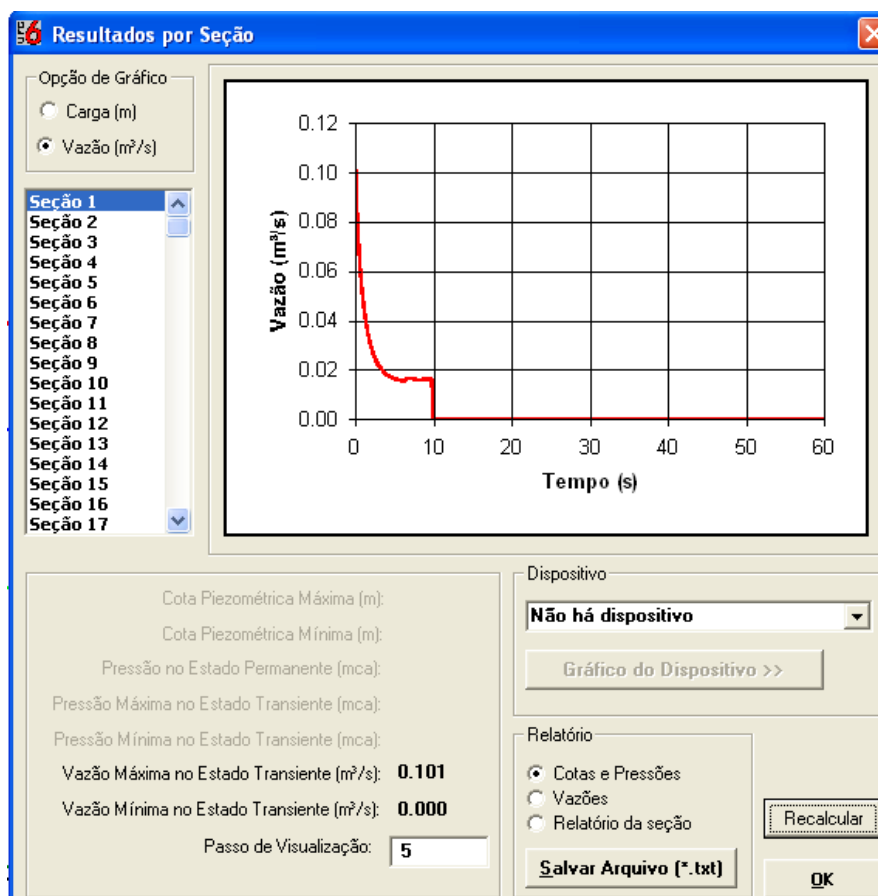 Resultados por Seção
Opção de Gráfico
Carga (m)
Vazão (m³/s)
Seção 1
Seção 2
Seção 3
Seção 4
Seção 5
Seção 6
Seção 7
Seção 8
Seção 9
Seção 10
Seção 11
Seção 12
Seção 13
Seção 14
Seção 15
Seção 16
Seção 17
Vazão (m³/s)
0.12
0.10
0.08
0.06
0.04
0.02
0.00
0 10 20 30 40 50 60
Tempo (s)
Cota Piezométrica Máxima (m):
Cota Piezométrica Mínima (m):
Pressão no Estado Permanente (mca):
Pressão Máxima no Estado Transiente (mca):
Pressão Mínima no Estado Transiente (mca):
Vazão Máxima no Estado Transiente (m³/s): 0.101
Vazão Mínima no Estado Transiente (m³/s): 0.000
Passo de Visualização: 5
Dispositivo
Não há dispositivo
Gráfico do Dispositivo >>
Relatório
Cotas e Pressões
Vazões
Relatório da seção
Salvar Arquivo (*.txt)
Recalcular
OK